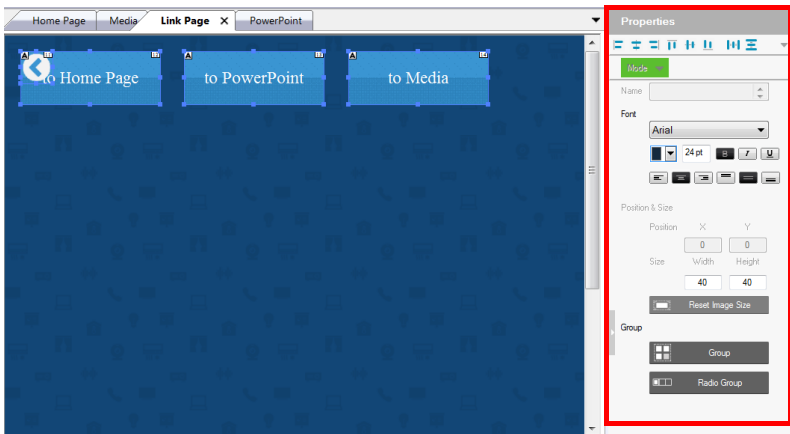 Home Page
Media
Link Page X
PowerPoint
Properties
Mode
Name
Font
Arial
24 pt B I U
Position & Size
Position X Y
0 0
Size Width Height
40 40
Reset Image Size
Group
Group
Radio Group
A
to Home Page
A
to PowerPoint
A
to Media